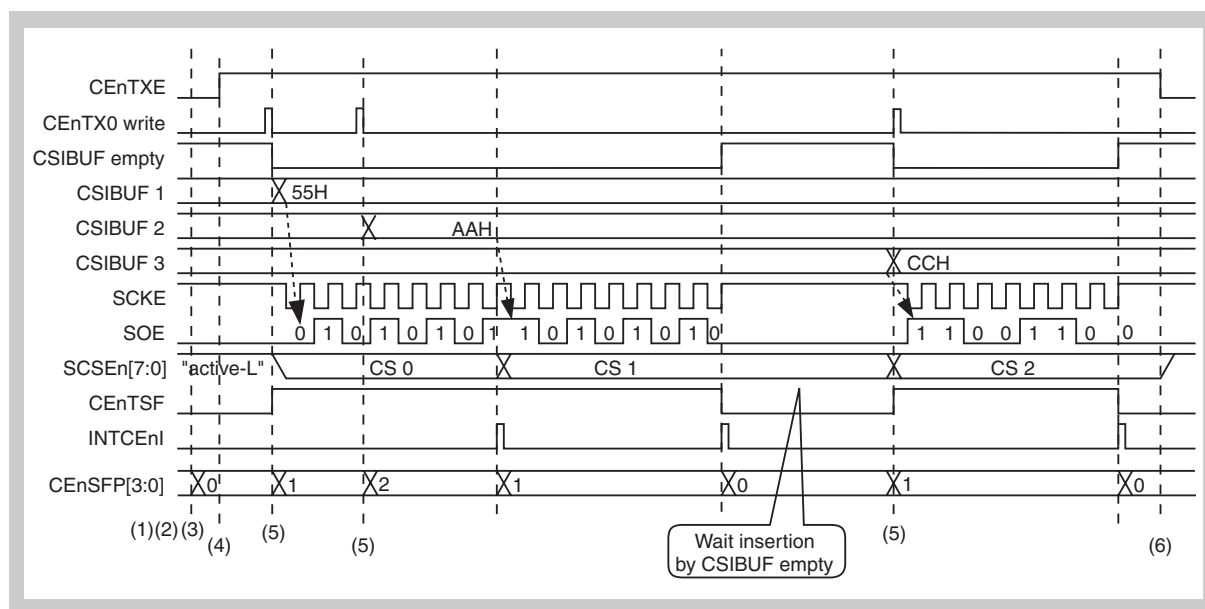 CEnTXE
CEnTX0 write
CSIBUF empty
CSIBUF 1 55H
CSIBUF 2 AAH
CSIBUF 3 CCH
SCKE
SOE 0 1 0 1 0 1 0 1 1 0 1 0 1 0 1 0 1 1 0 0 1 1 0 0
SCSEn[7:0] "active-L" CS 0 CS 1 CS 2
CEnTSF
INTCEnI
CEnSFP[3:0] 0 1 2 1 0 1 0
(1)(2)(3) (4) (5) (5) (5) (6)
Wait insertion
by CSIBUF empty